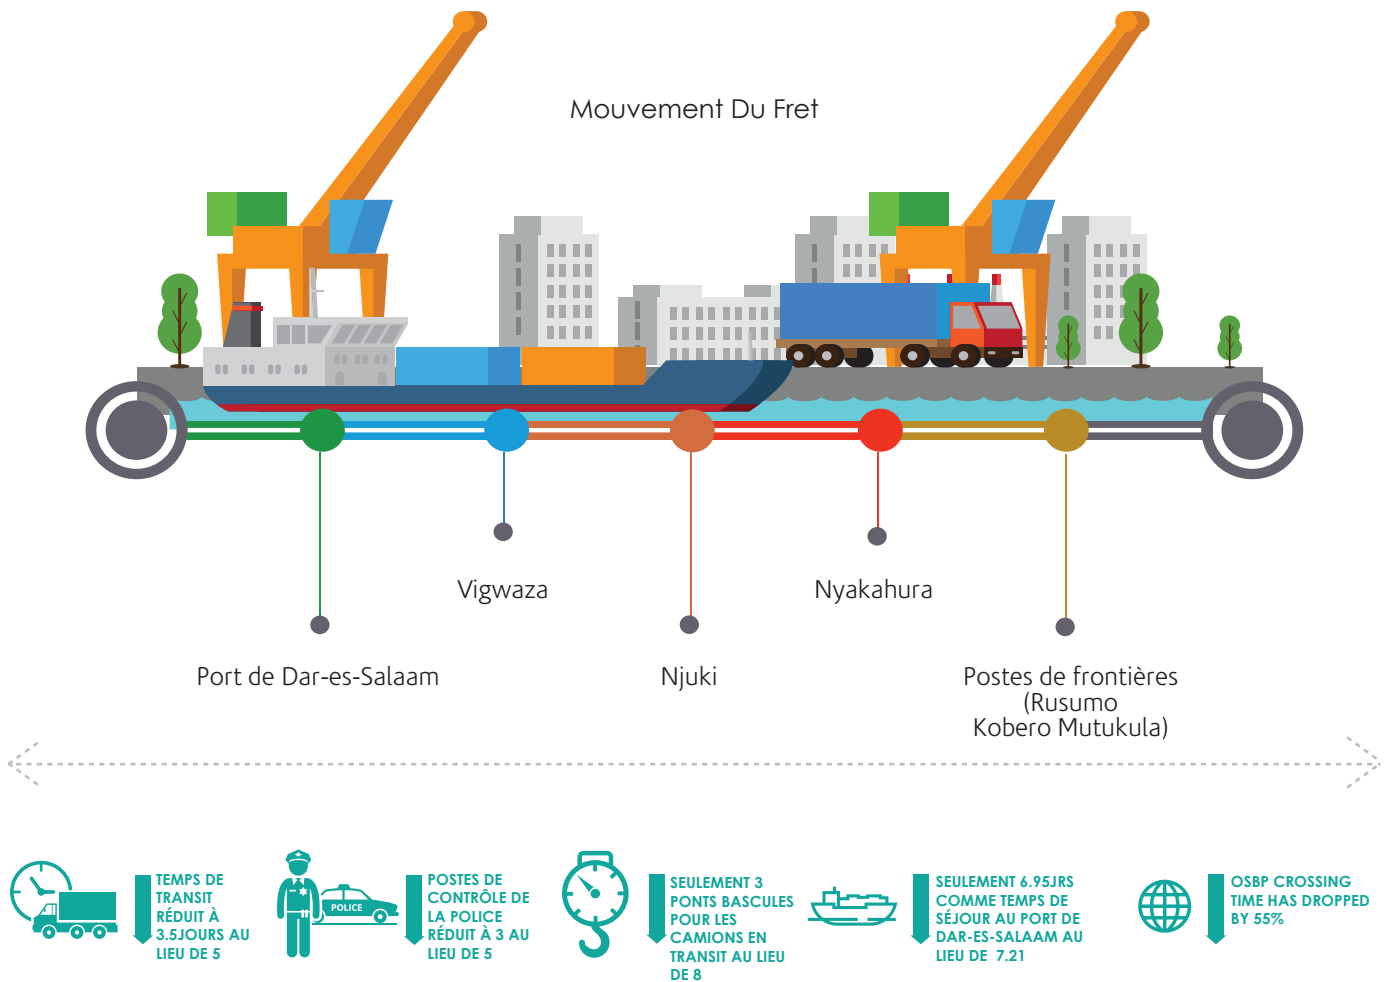 Mouvement Du Fret
Vigwaza
Nyakahura
Port de Dar-es-Salaam
Njuki
Postes de frontières
(Rusumo
Kobero Mutukula)
TEMPS DE
TRANSIT
RÉDUIT À
3.5JOURS AU
LIEU DE 5
POLICE
POSTES DE
CONTRÔLE DE
LA POLICE
RÉDUIT À 3 AU
LIEU DE 5
SEULEMENT 3
PONTS BASCULES
POUR LES
CAMIONS EN
TRANSIT AU LIEU
DE 8
SEULEMENT 6.95JRS
COMME TEMPS DE
SÉJOUR AU PORT DE
DAR-ES-SALAAM AU
LIEU DE 7.21
OSBP CROSSING
TIME HAS DROPPED
BY 55%